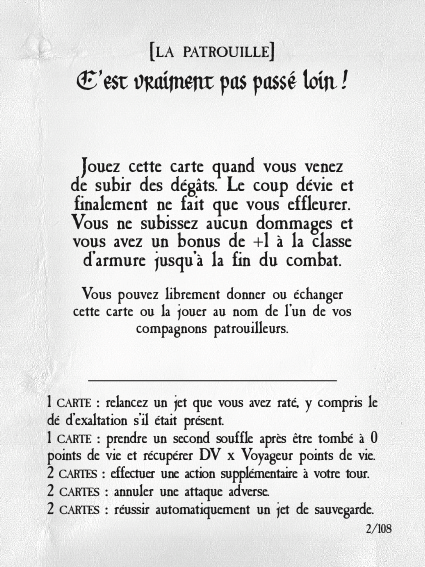 [LA PATROUILLE]
C'est vraiment pas passé loin !
Jouez cette carte quand vous venez
de subir des dégâts. Le coup dévie et
finalement ne fait que vous effleurer.
Vous ne subissez aucun dommages et
vous avez un bonus de +1 à la classe
d'armure jusqu'à la fin du combat.
Vous pouvez librement donner ou échanger
cette carte ou la jouer au nom de l'un de vos
compagnons patrouilleurs.
1 CARTE : relancez un jet que vous avez raté, y compris le
dé d'exaltation s'il était présent.
1 CARTE : prendre un second souffle après être tombé à 0
points de vie et récupérer DV x Voyageur points de vie.
2 CARTES : effectuer une action supplémentaire à votre tour.
2 CARTES : annuler une attaque adverse.
2 CARTES : réussir automatiquement un jet de sauvegarde.
2/108